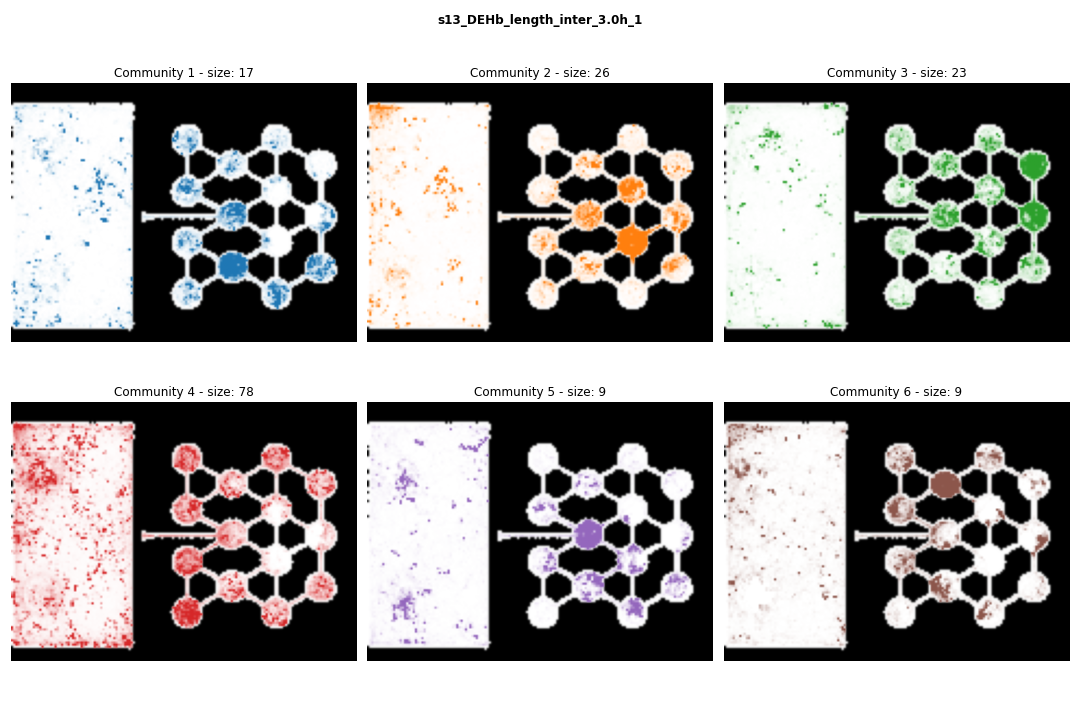 s13_DEHb_length_inter_3.0h_1
Community 1 - size: 17
Community 2 - size: 26
Community 3 - size: 23
Community 4 - size: 78
Community 5 - size: 9
Community 6 - size: 9